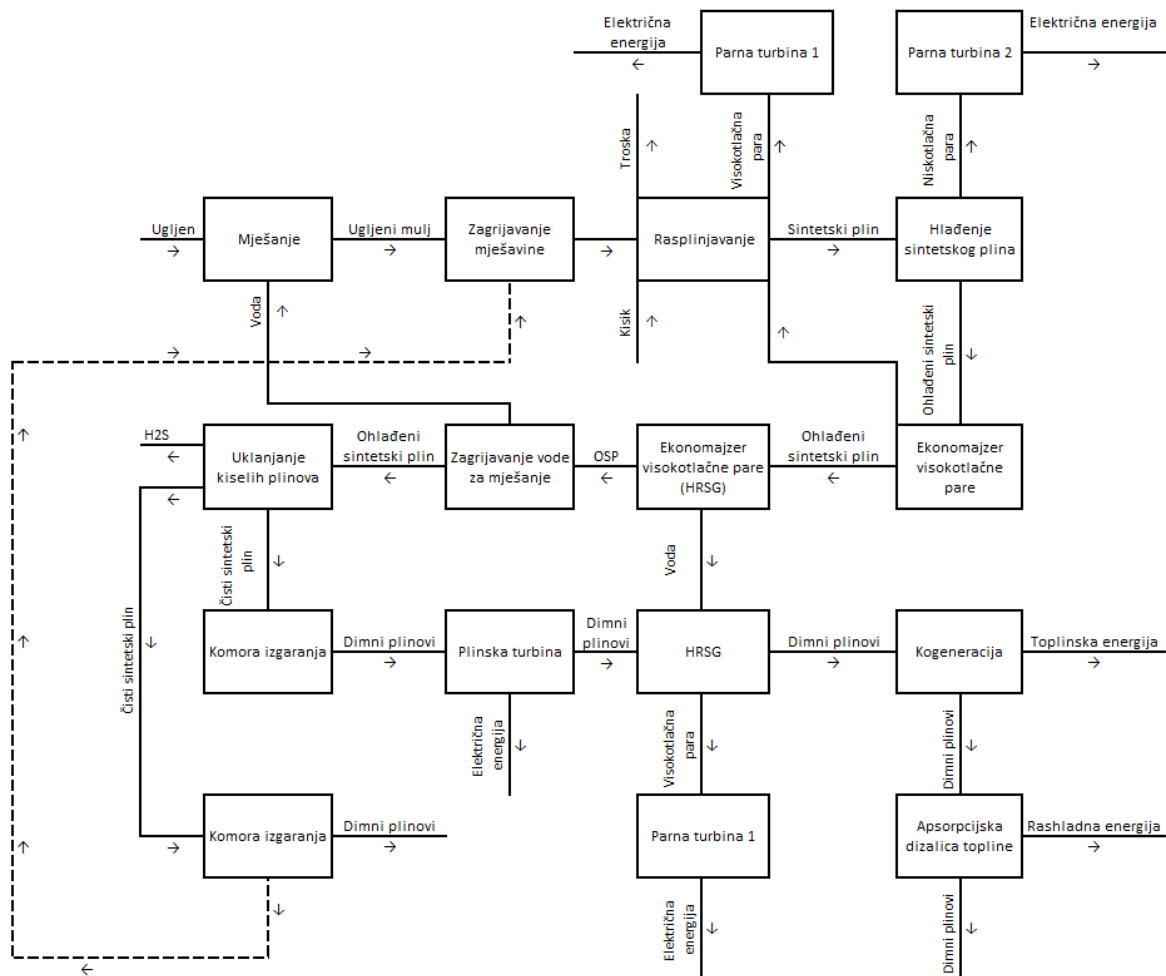 Električna
energija
Parna turbina 1
Parna turbina 2
Električna energija
Troska
Visokotlačna
para
Niskotlačna
para
Ugljen
Mješanje
Ugljeni mulj
Zagrijavanje
mješavine
Rasplinjavanje
Sintetski plin
Hlađenje
sintetskog plina
Voda
Kisik
Ohlađeni sintetski
plin
H2S
Uklanjanje
kiselih plinova
Ohlađeni
sintetski plin
Zagrijavanje vode
za mješanje
OSP
Ekonomajzer
visokotlačne pare
(HRSG)
Ohlađeni
sintetski plin
Ekonomajzer
visokotlačne
pare
Čisti sintetski
plin
Voda
Čisti sintetski plin
Komora izgaranja
Dimni plinovi
Plinska turbina
Dimni
plinovi
HRSG
Dimni plinovi
Kogeneracija
Toplinska energija
Električna
energija
Visokotlačna
para
Dimni plinovi
Komora izgaranja
Dimni plinovi
Parna turbina 1
Apsorpcijska
dizalica topline
Rashladna energija
Električna
energija
Dimni plinovi